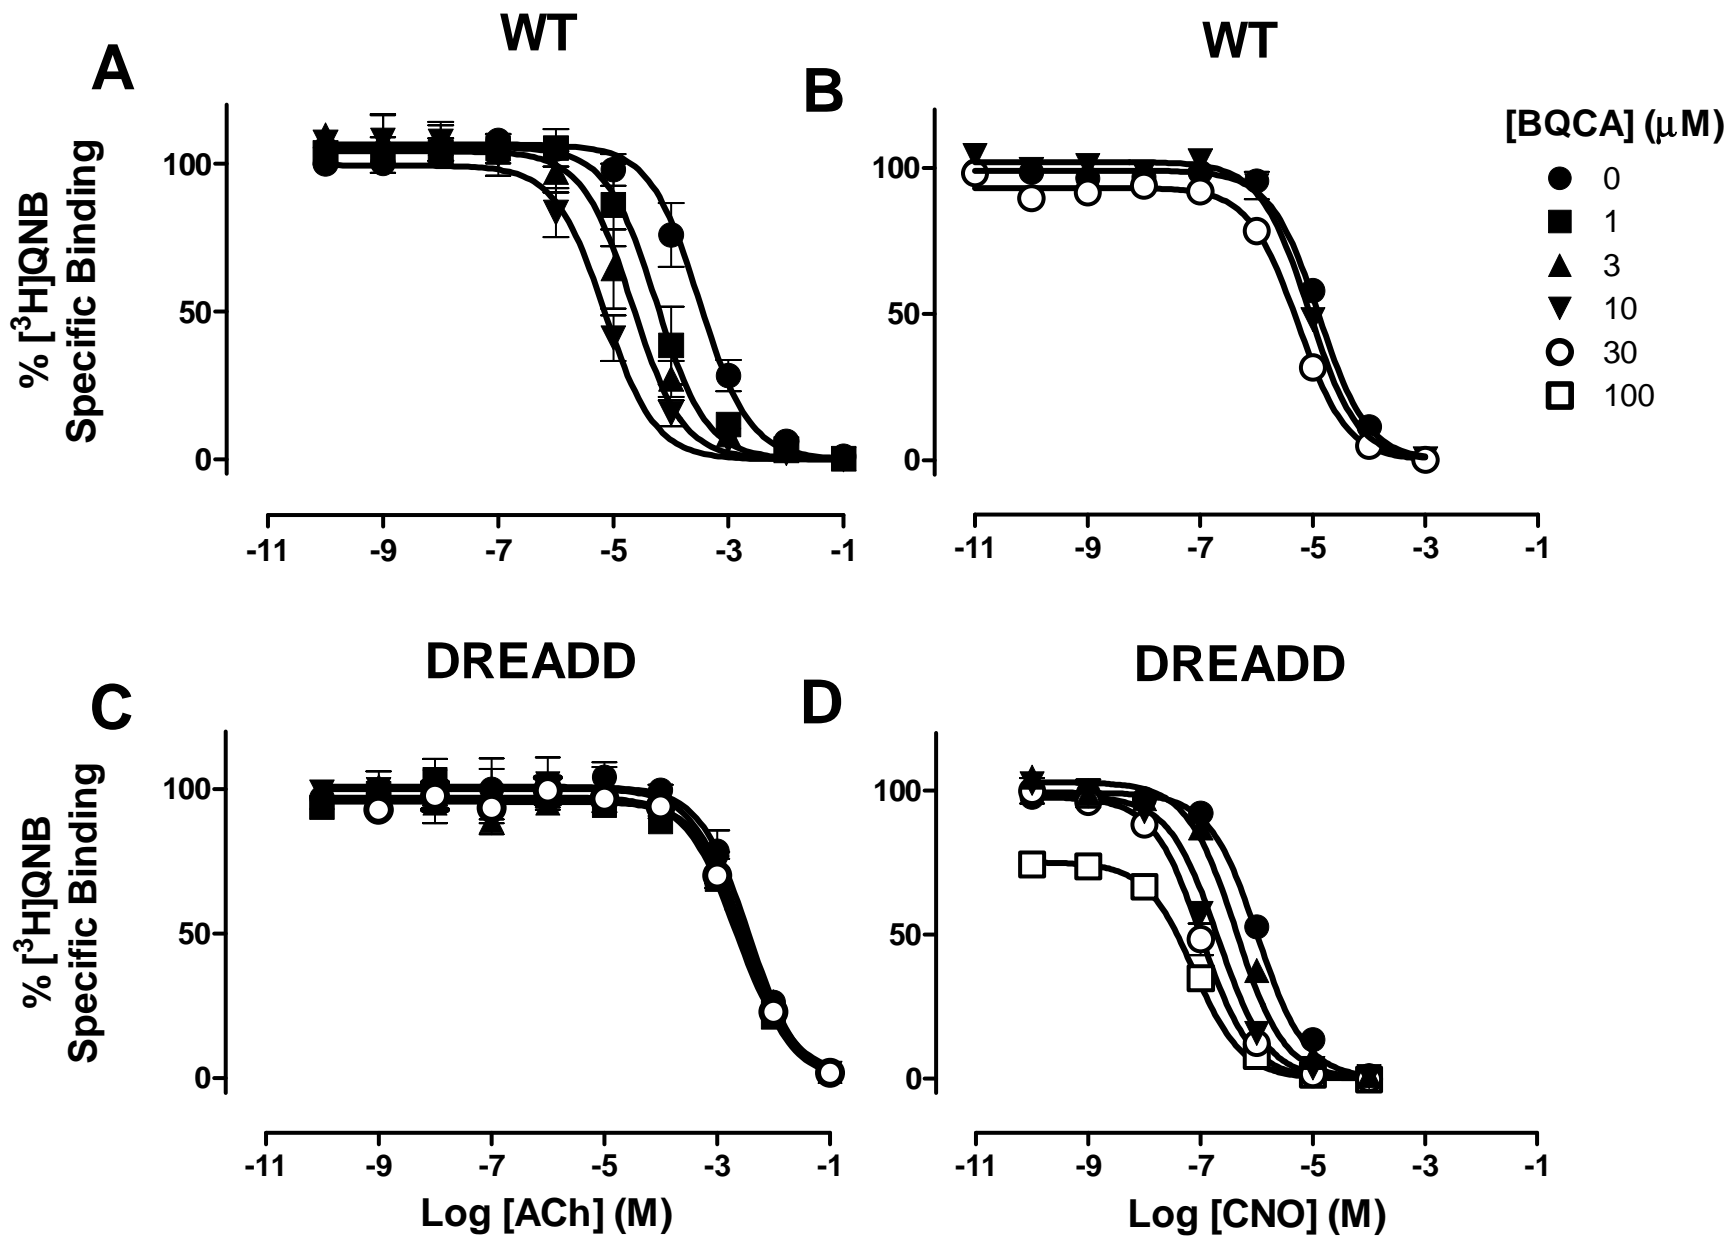 WT
WT
A
B
[BQCA] (µM)
0
1
3
10
30
100
% [³H]QNB
Specific Binding
100
50
0
-11 -9 -7 -5 -3 -1
100
50
0
-11 -9 -7 -5 -3 -1
DREADD
DREADD
C
D
% [³H]QNB
Specific Binding
100
50
0
-11 -9 -7 -5 -3 -1
Log [ACh] (M)
100
50
0
-11 -9 -7 -5 -3 -1
Log [CNO] (M)